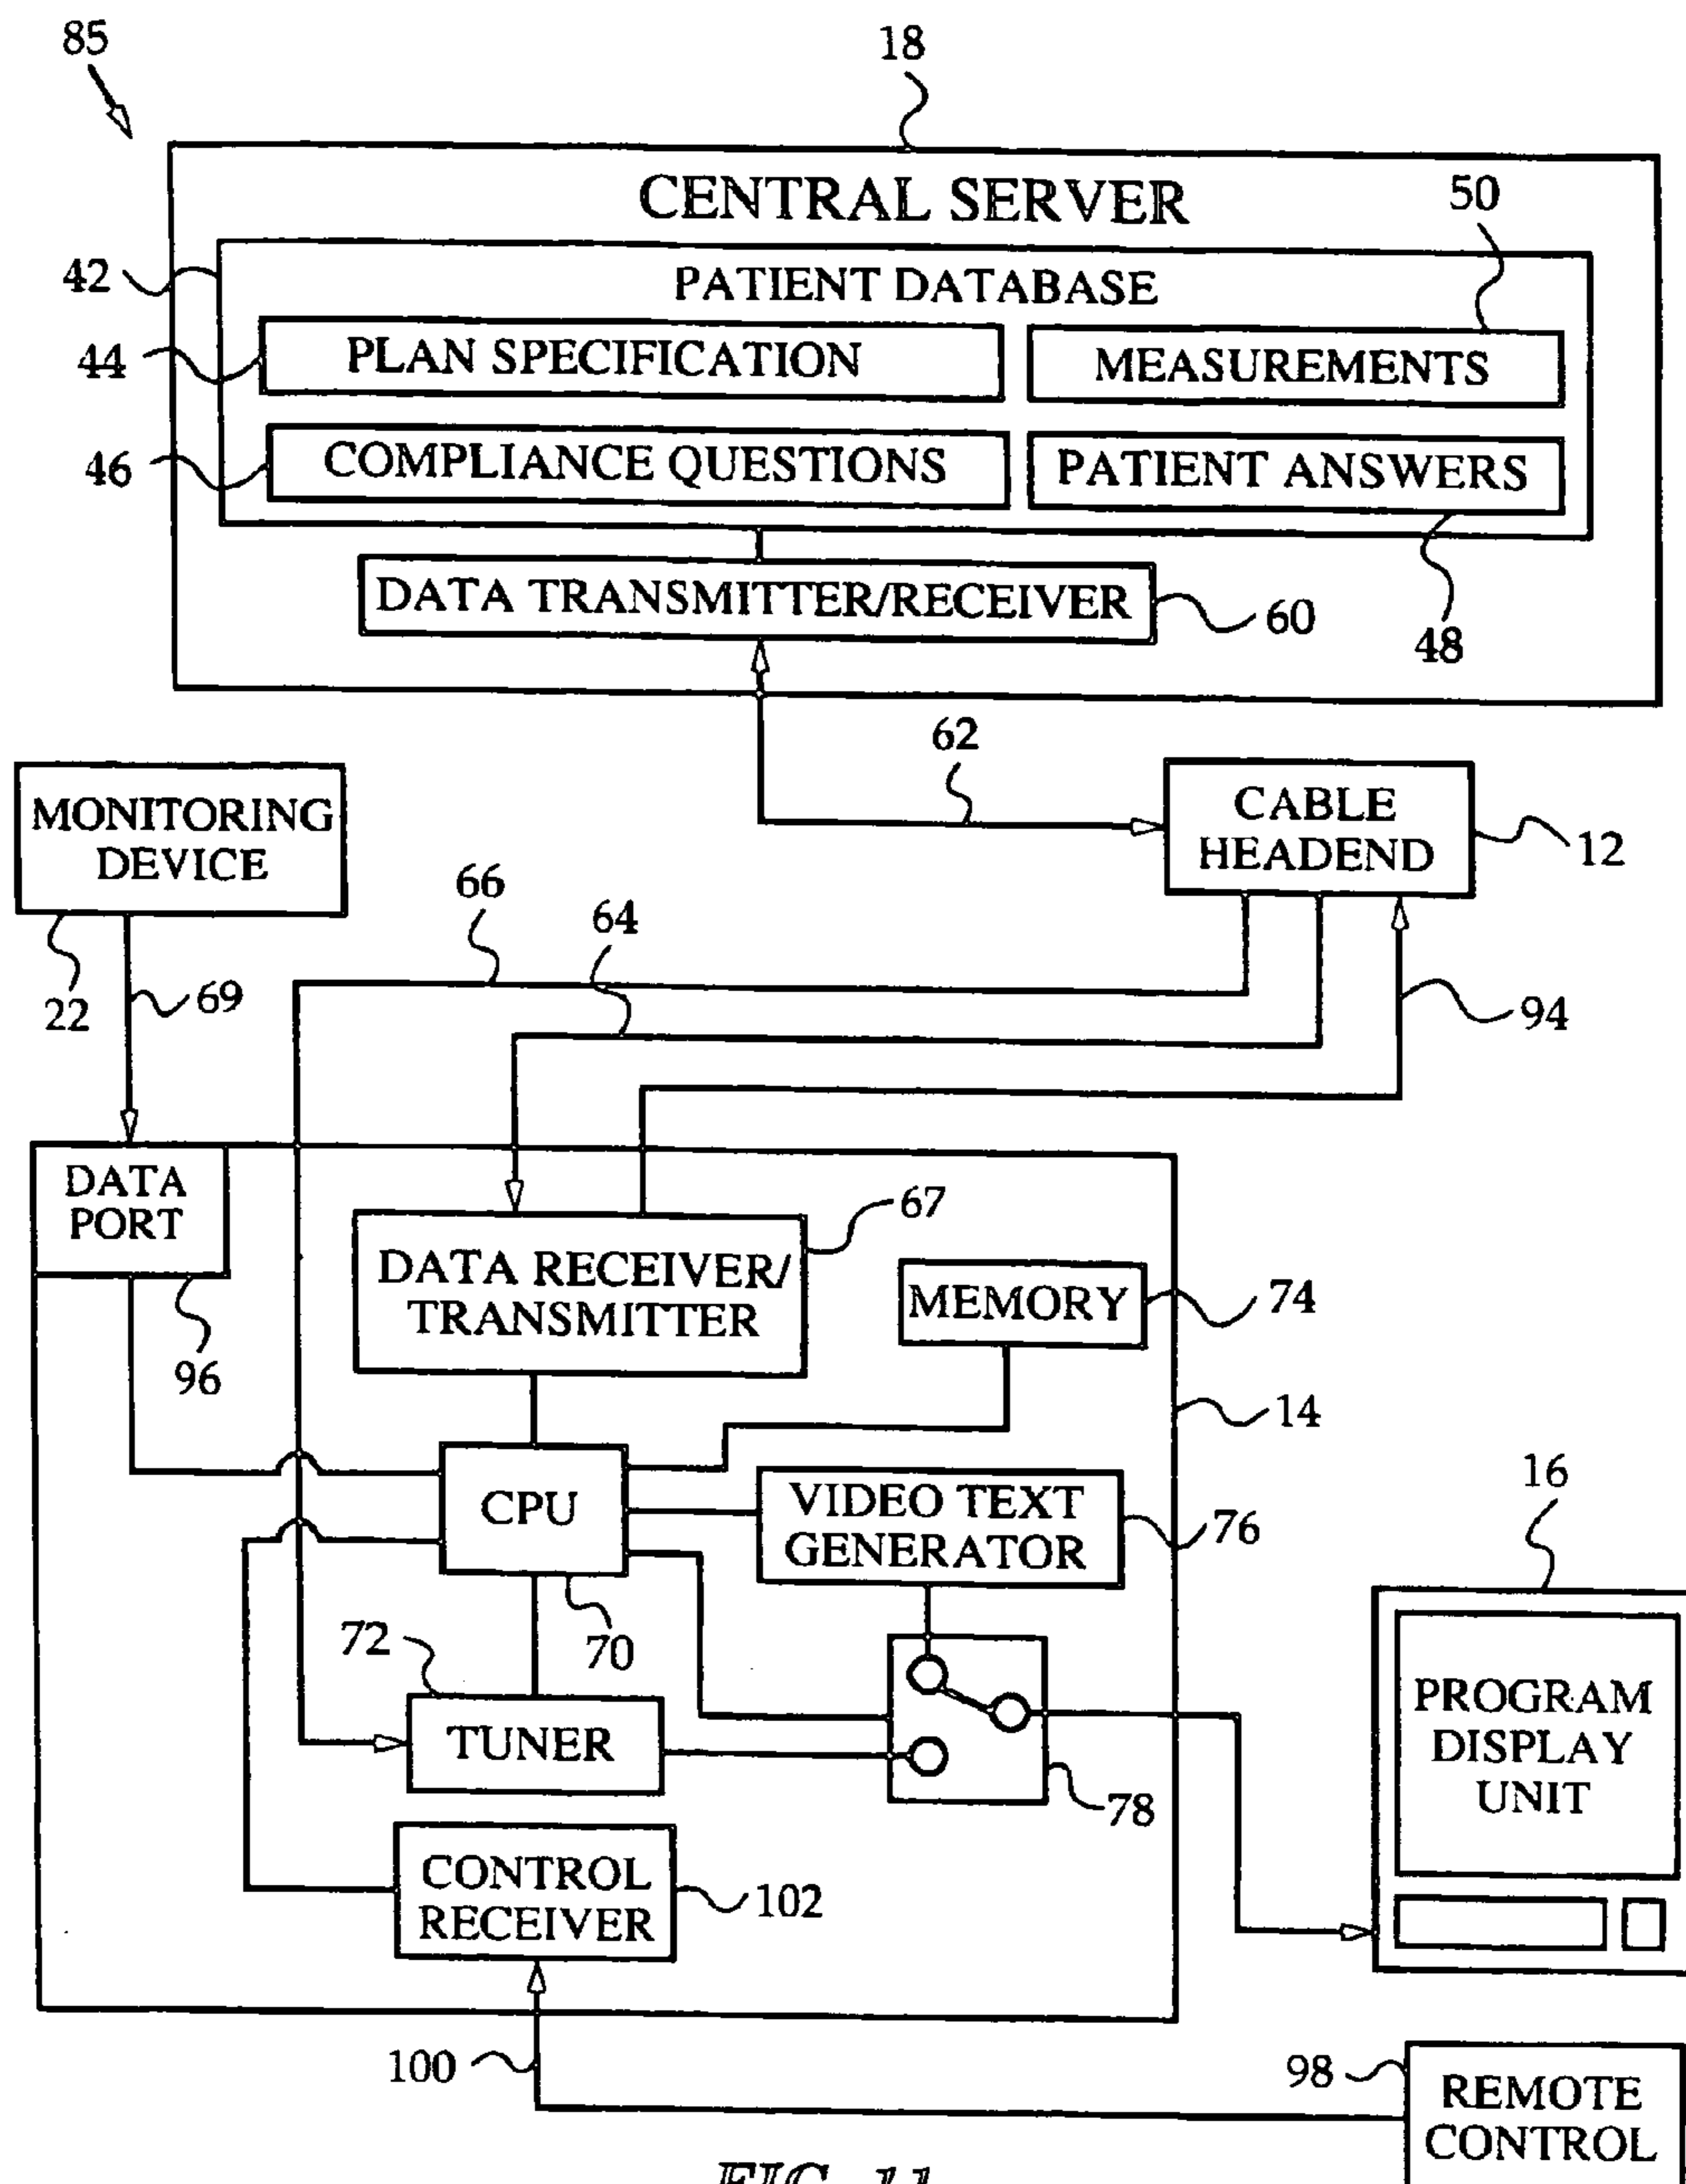 85
18
CENTRAL SERVER
50
42
PATIENT DATABASE
44
PLAN SPECIFICATION
MEASUREMENTS
46
COMPLIANCE QUESTIONS
PATIENT ANSWERS
DATA TRANSMITTER/RECEIVER
60
48
62
MONITORING
DEVICE
CABLE
HEADEND
12
66
64
22
69
94
DATA
PORT
67
DATA RECEIVER/
TRANSMITTER
MEMORY
74
96
14
CPU
VIDEO TEXT
GENERATOR
76
16
72
70
TUNER
78
PROGRAM
DISPLAY
UNIT
CONTROL
RECEIVER
102
100
98
REMOTE
CONTROL
FIG. 11